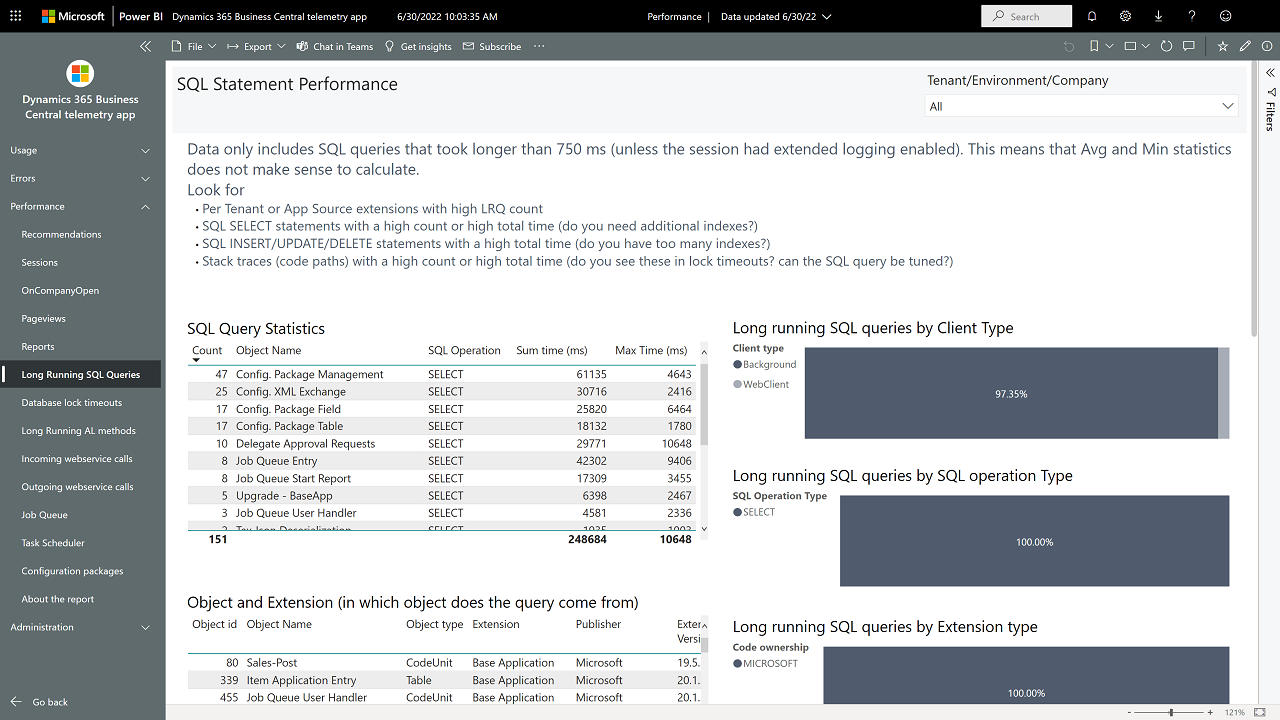 Microsoft Power BI Dynamics 365 Business Central telemetry app 6/30/2022 10:03:35 AM Performance | Data updated 6/30/22 Search
File Export Chat in Teams Get insights Subscribe ...
Dynamics 365 Business
Central telemetry app
Usage
Errors
Performance
Recommendations
Sessions
OnCompanyOpen
Pageviews
Reports
Long Running SQL Queries
Database lock timeouts
Long Running AL methods
Incoming webservice calls
Outgoing webservice calls
Job Queue
Task Scheduler
Configuration packages
About the report
Administration
Go back
SQL Statement Performance
Tenant/Environment/Company
All
Filters
Data only includes SQL queries that took longer than 750 ms (unless the session had extended logging enabled). This means that Avg and Min statistics
does not make sense to calculate.
Look for
• Per Tenant or App Source extensions with high LRQ count
• SQL SELECT statements with a high count or high total time (do you need additional indexes?)
• SQL INSERT/UPDATE/DELETE statements with a high total time (do you have too many indexes?)
• Stack traces (code paths) with a high count or high total time (do you see these in lock timeouts? can the SQL query be tuned?)
SQL Query Statistics
Count Object Name SQL Operation Sum time (ms) Max Time (ms)
47 Config. Package Management SELECT 61135 4643
25 Config. XML Exchange SELECT 30716 2416
17 Config. Package Field SELECT 25820 6464
17 Config. Package Table SELECT 18132 1780
10 Delegate Approval Requests SELECT 29771 10648
8 Job Queue Entry SELECT 42302 9406
8 Job Queue Start Report SELECT 17309 3455
5 Upgrade - BaseApp SELECT 6398 2467
3 Job Queue User Handler SELECT 4581 2336
SELECT
151 248684 10648
Long running SQL queries by Client Type
Client type
Background
WebClient
97.35%
Long running SQL queries by SQL operation Type
SQL Operation Type
SELECT
100.00%
Object and Extension (in which object does the query come from)
Object id Object Name Object type Extension Publisher Exter
Versi
80 Sales-Post CodeUnit Base Application Microsoft 19.5.
339 Item Application Entry Table Base Application Microsoft 20.1.
455 Job Queue User Handler CodeUnit Base Application Microsoft 20.1.
Long running SQL queries by Extension type
Code ownership
MICROSOFT
100.00%
- + 121%